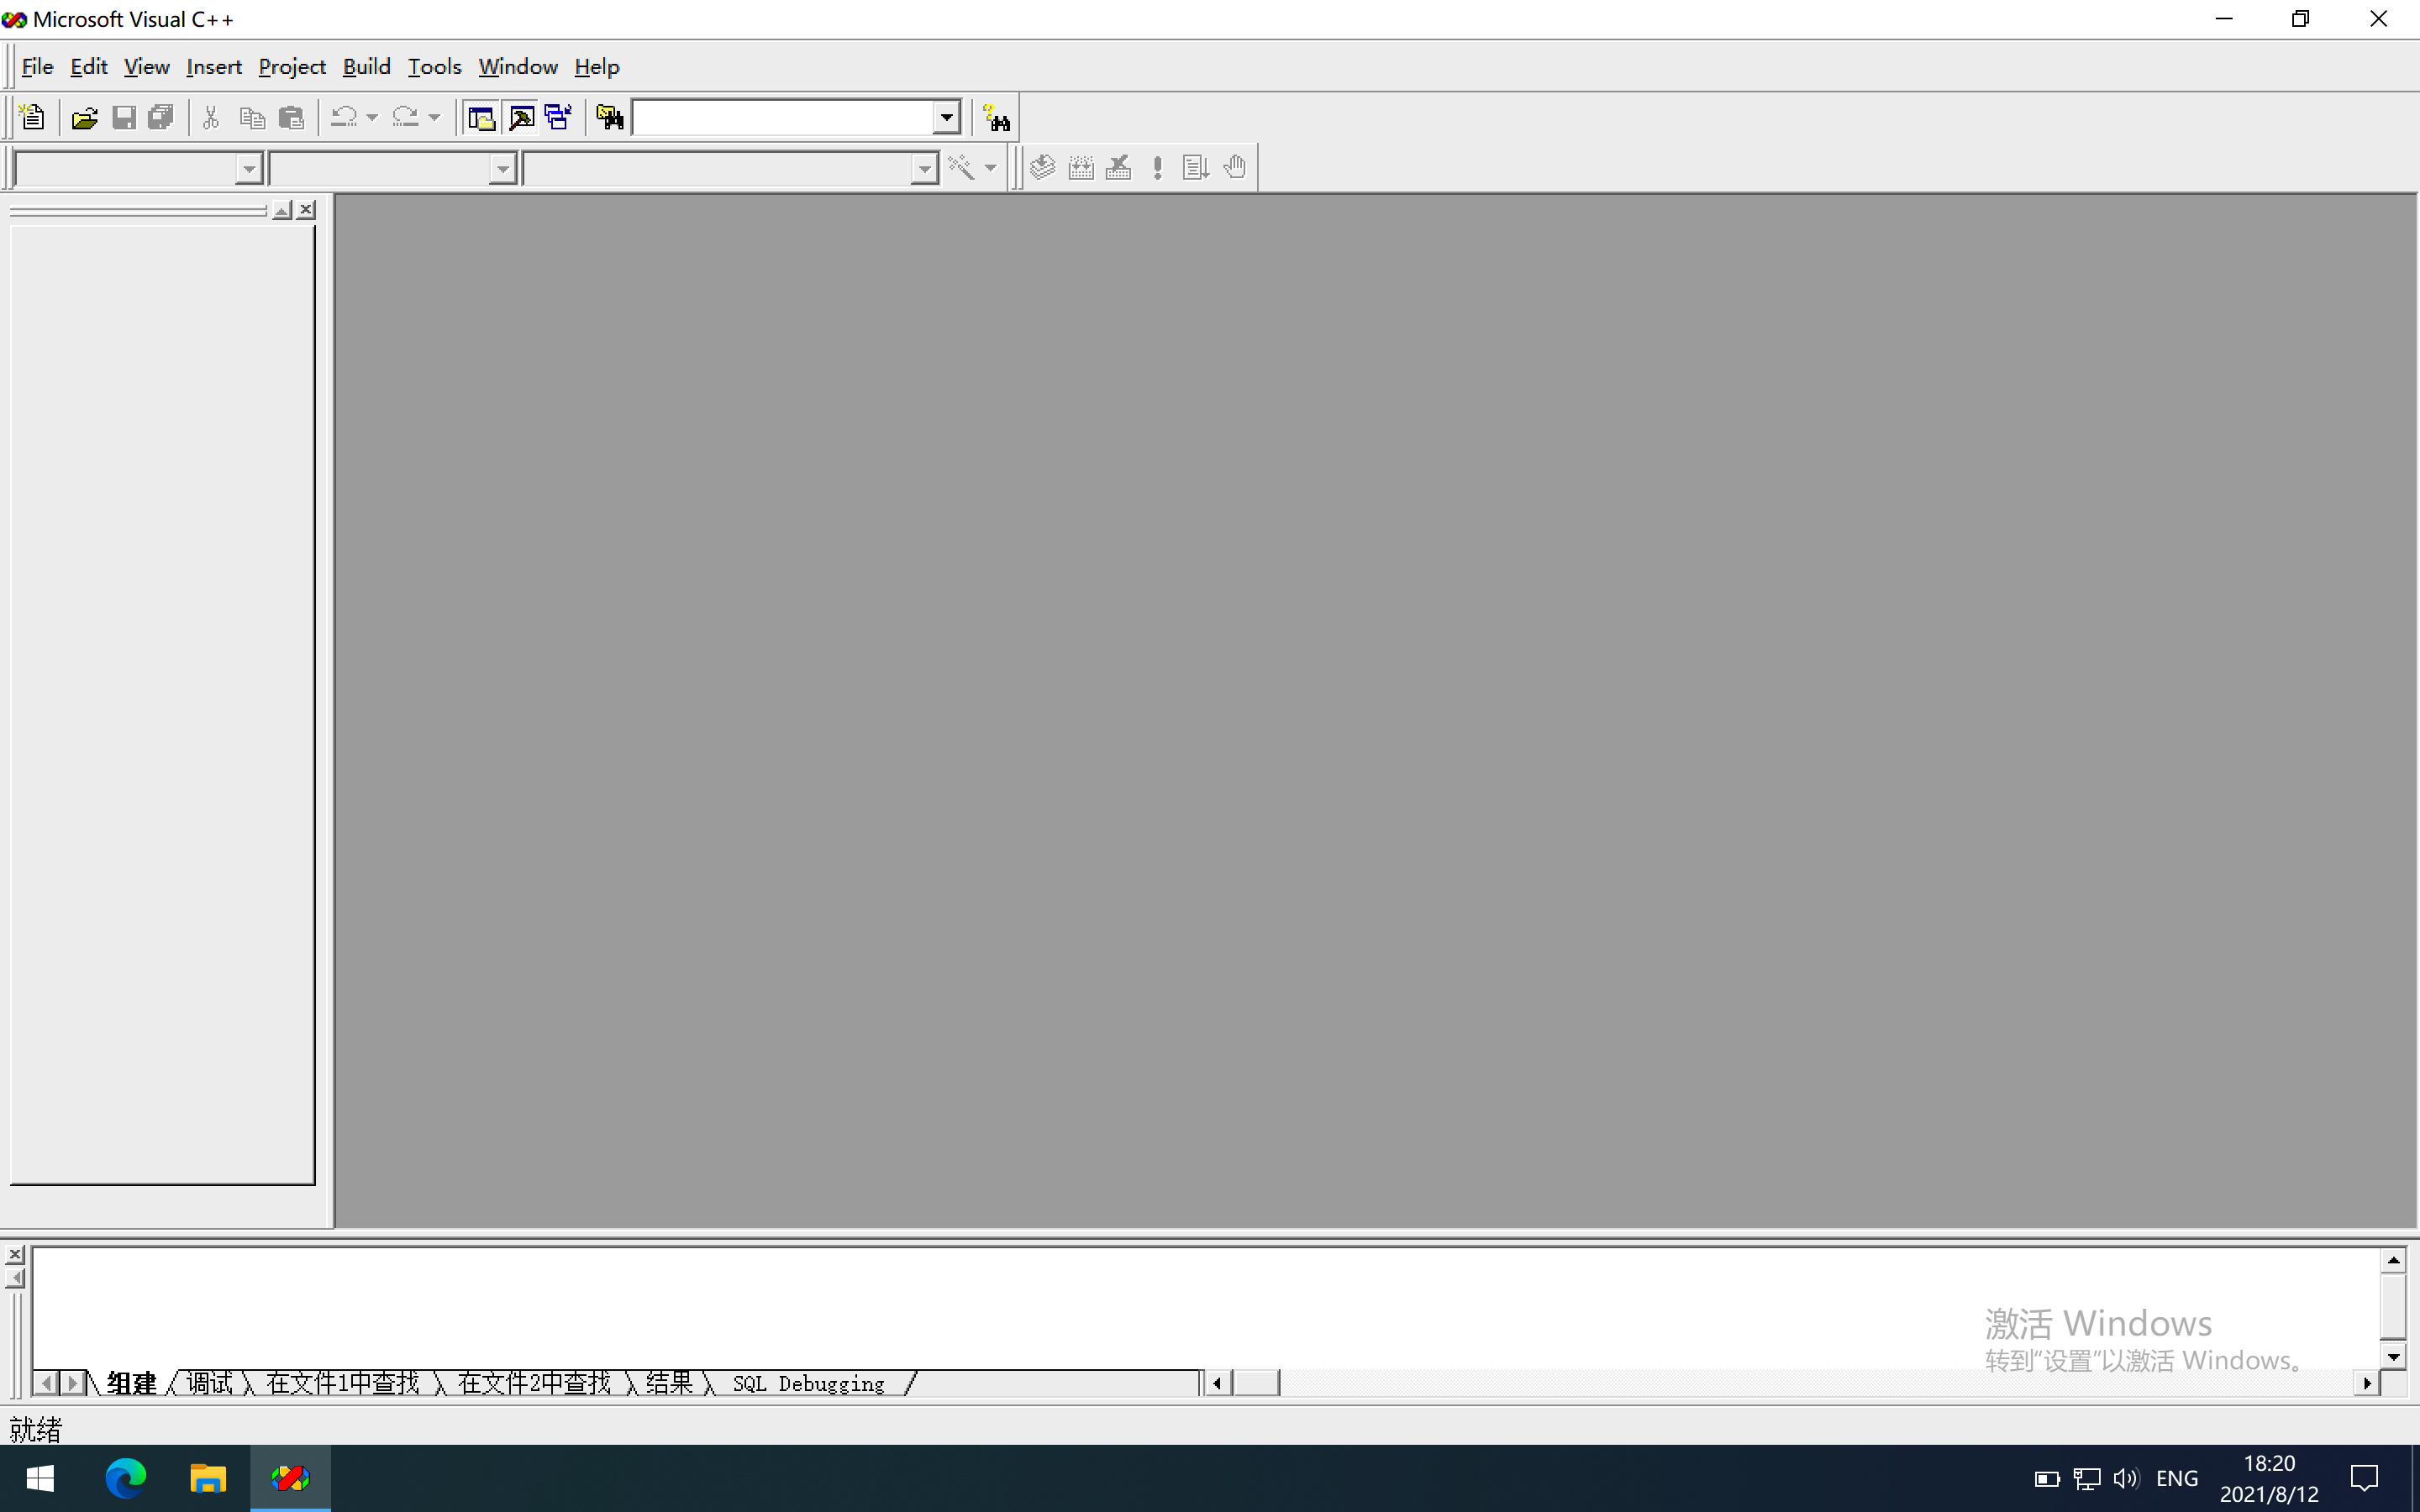 Microsoft Visual C++
File Edit View Insert Project Build Tools Window Help
激活 Windows
转到“设置”以激活 Windows。
组建 调试 在文件1中查找 在文件2中查找 结果 SQL Debugging
就绪
ENG
18:20
2021/8/12